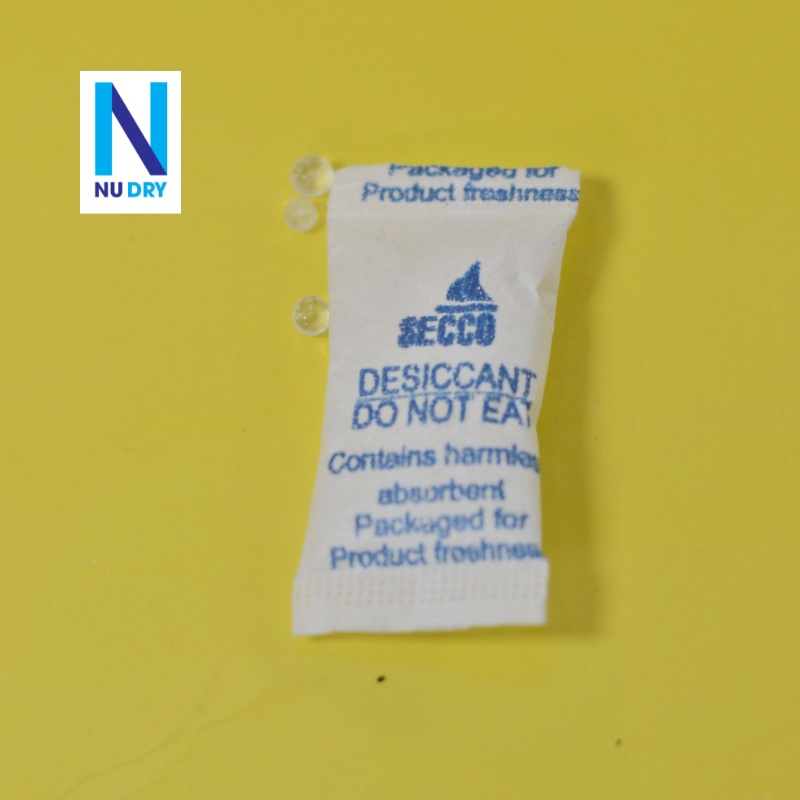 NU DRY
Packaged for
Product freshness
SECCO
DESICCANT
DO NOT EAT
Contains harmless
absorbent
Packaged for
Product freshness